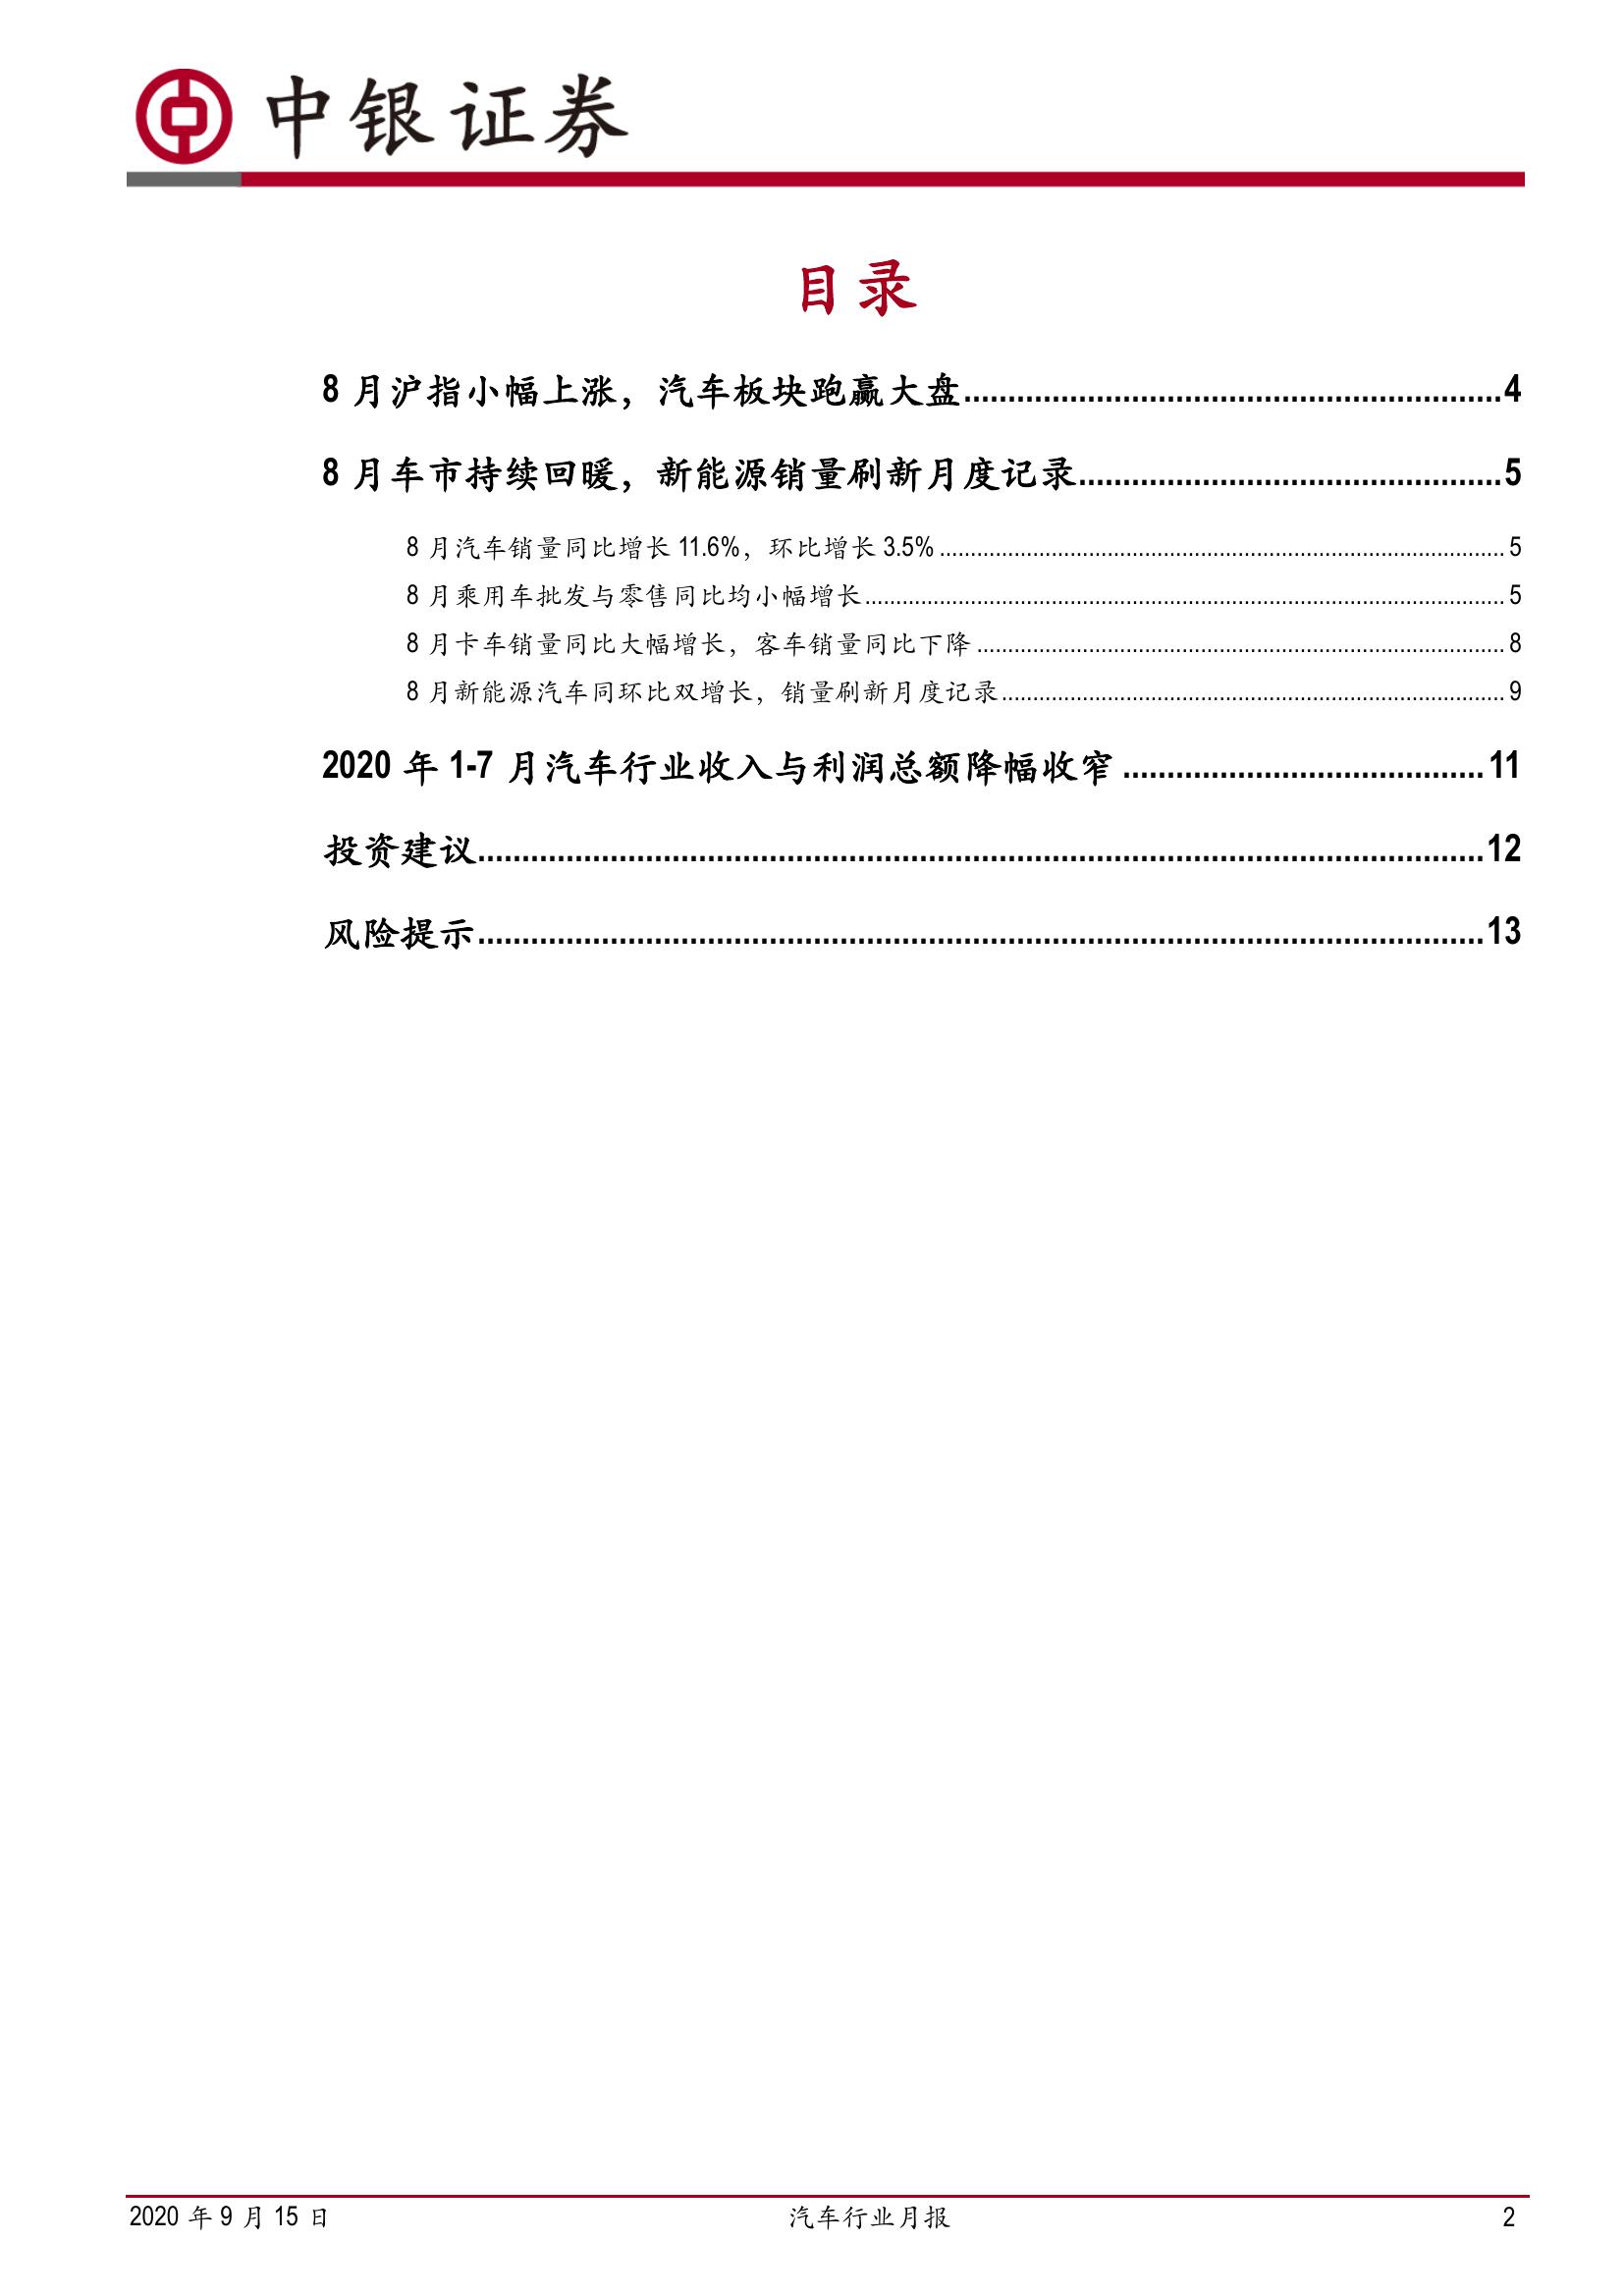 中银证券
目录
8 月沪指小幅上涨，汽车板块跑赢大盘............................................................4
8 月车市持续回暖，新能源销量刷新月度记录...............................................5
8 月汽车销量同比增长 11.6%，环比增长 3.5%............................................................................................5
8 月乘用车批发与零售同比均小幅增长........................................................................................................5
8 月卡车销量同比大幅增长，客车销量同比下降......................................................................................8
8 月新能源汽车同环比双增长，销量刷新月度记录..................................................................................9
2020 年 1-7 月汽车行业收入与利润总额降幅收窄........................................11
投资建议................................................................................................................12
风险提示................................................................................................................13
2020 年 9 月 15 日
汽车行业月报
2